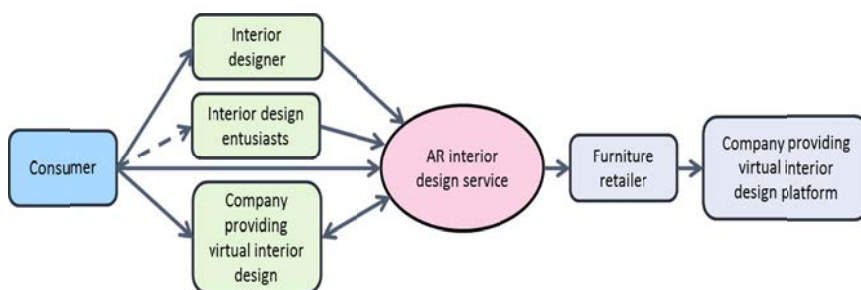 Interior
designer
Interior design
entusiasts
Consumer
Company
providing
virtual interior
design
AR interior
design service
Furniture
retailer
Company providing
virtual interior
design platform